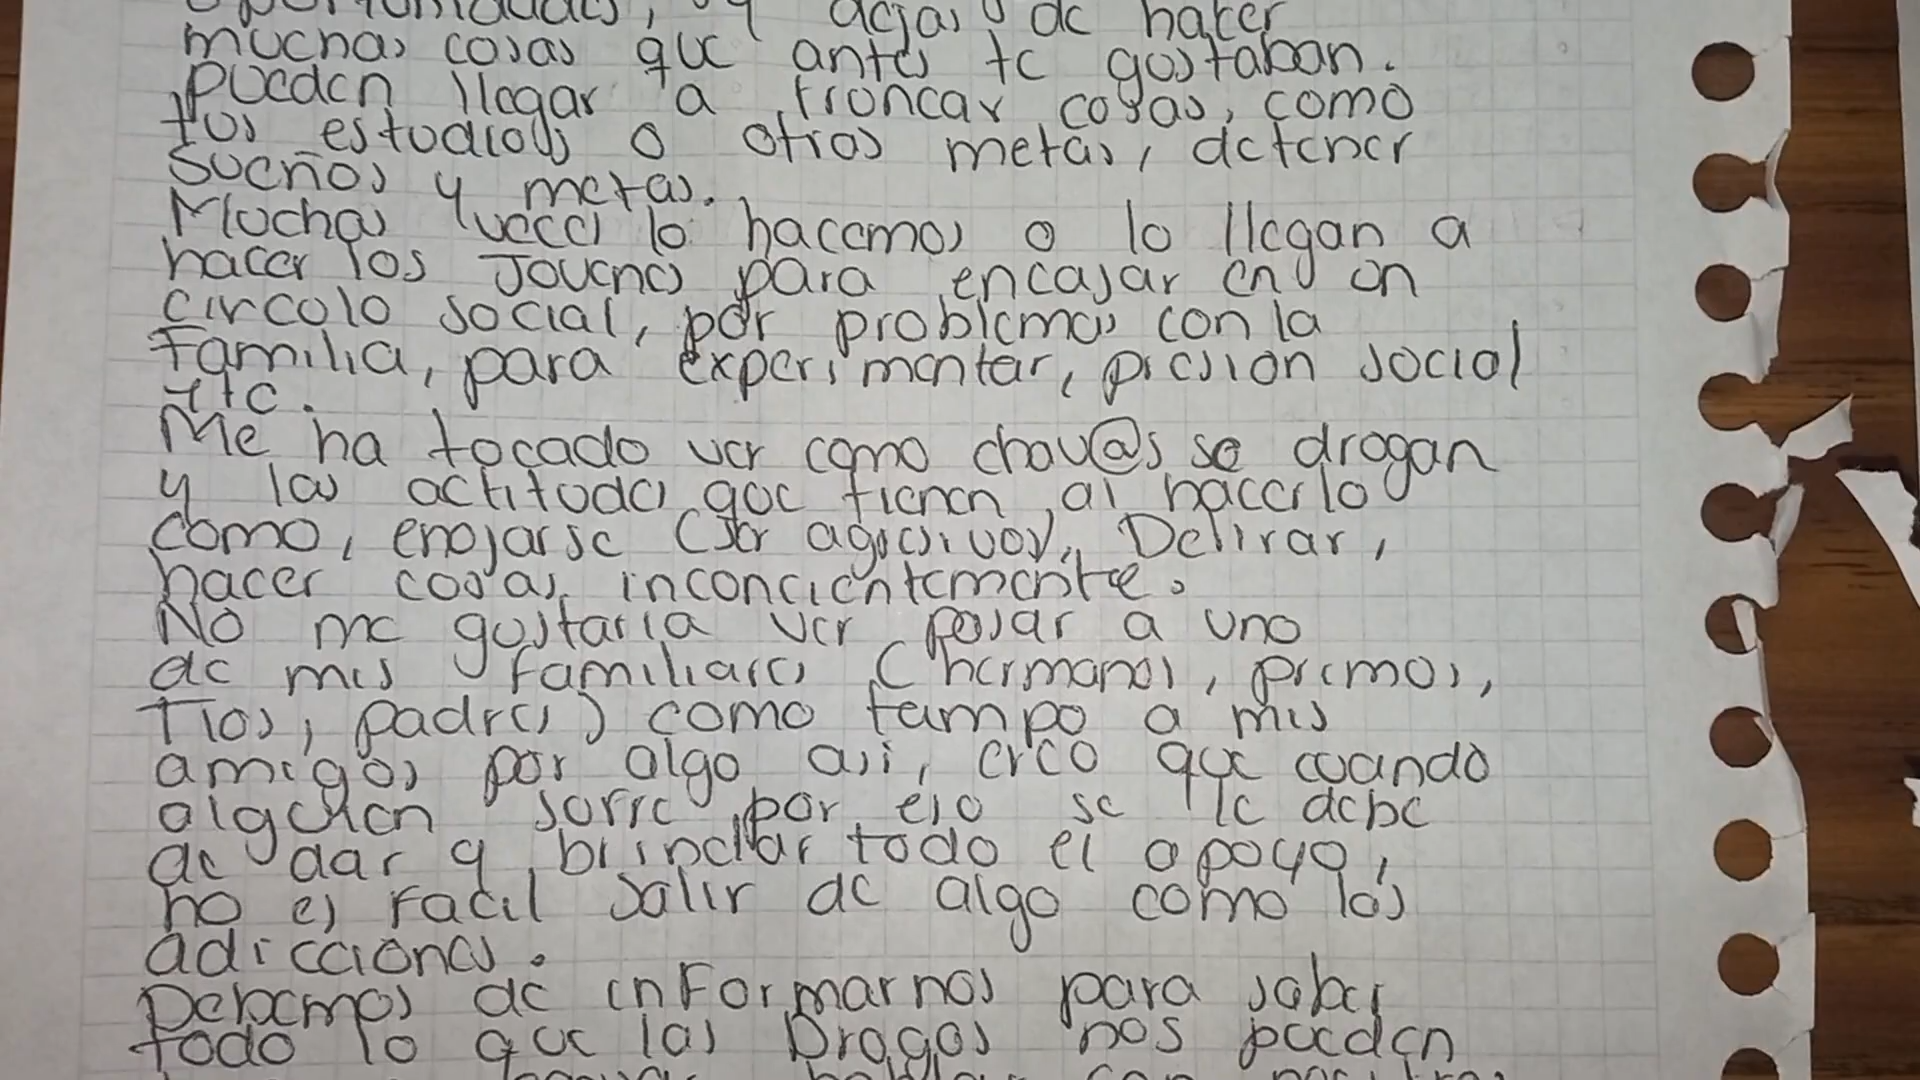 oportunidades, y dejas de hacer
muchas cosas que antes te gustaban.
Pueden llegar a troncar cosas, como
tus estudios o otras metas, detener
sueños y metas.
Muchas veces lo hacemos o lo llegan a
hacer los Jovenes para encajar en un
circulo social, por problemas con la
familia, para experimentar, presion social
etc.
Me ha tocado ver como chav@s se drogan
y las actitudes que tienen al hacerlo
como, enojarse (ser agresivos), Delirar,
hacer cosas inconcientemente.
No me gustaria ver pasar a uno
de mis familiares (hermanos, primos,
Tios, padres) como tampo a mis
amigos por algo asi, creo que cuando
alguien sufre por eso se le debe
de dar y brindar todo el apoyo,
no es facil salir de algo como las
adicciones.
Debemos de informarnos para saber
todo lo que las Drogas nos pueden